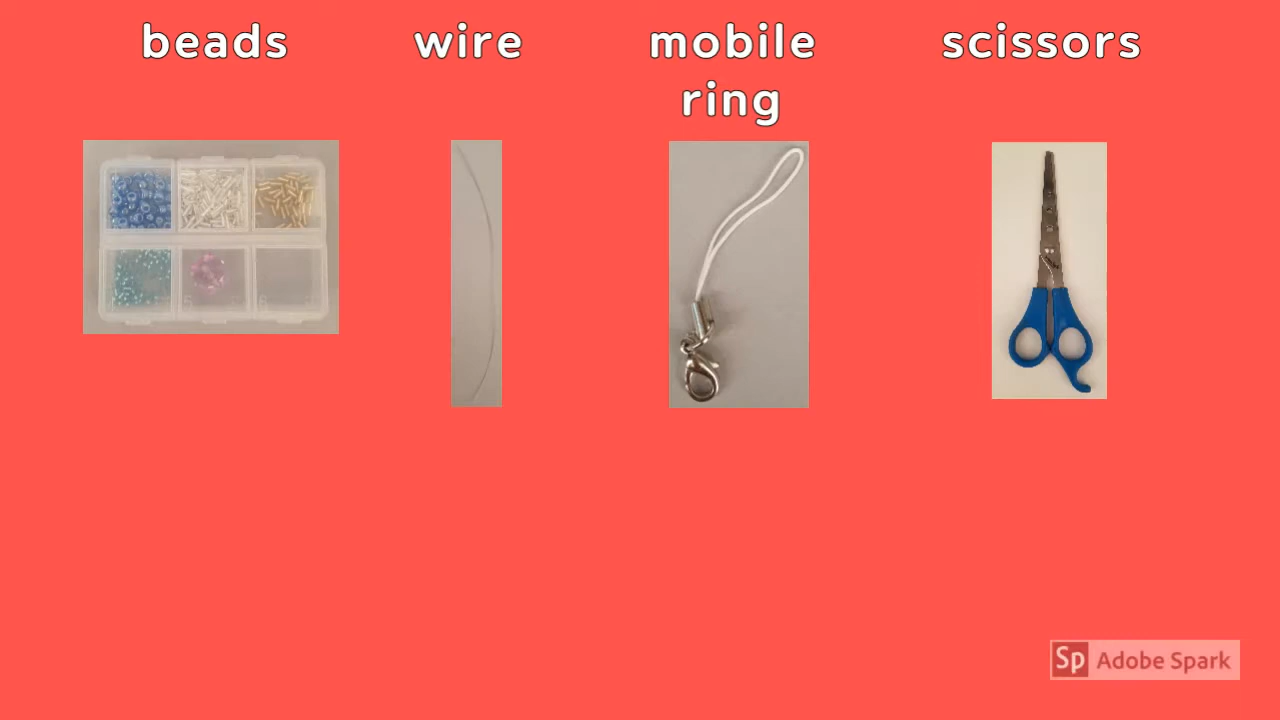 beads
wire
mobile
ring
scissors
Sp Adobe Spark